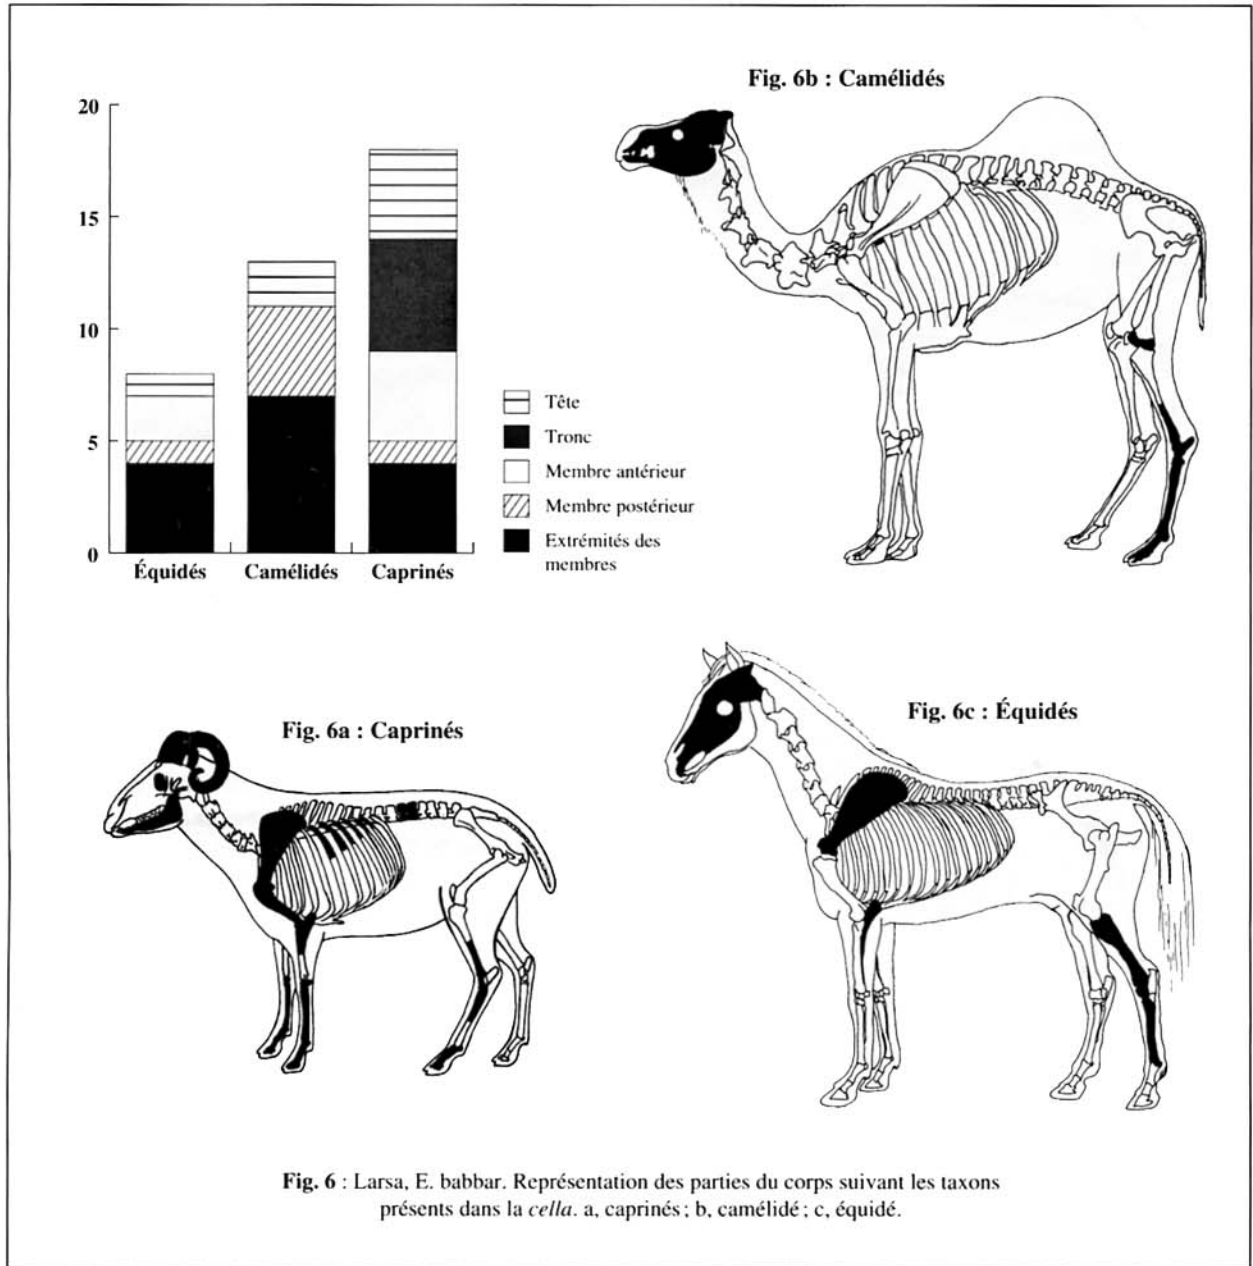 Fig. 6b : Camélidés
20
15
10
5
0
Équidés
Camélidés
Caprinés
Tête
Tronc
Membre antérieur
Membre postérieur
Extrémités des
membres
Fig. 6a : Caprinés
Fig. 6c : Équidés
Fig. 6 : Larsa, E. babbar. Représentation des parties du corps suivant les taxons
présents dans la cella. a, caprinés ; b, camélidé ; c, équidé.